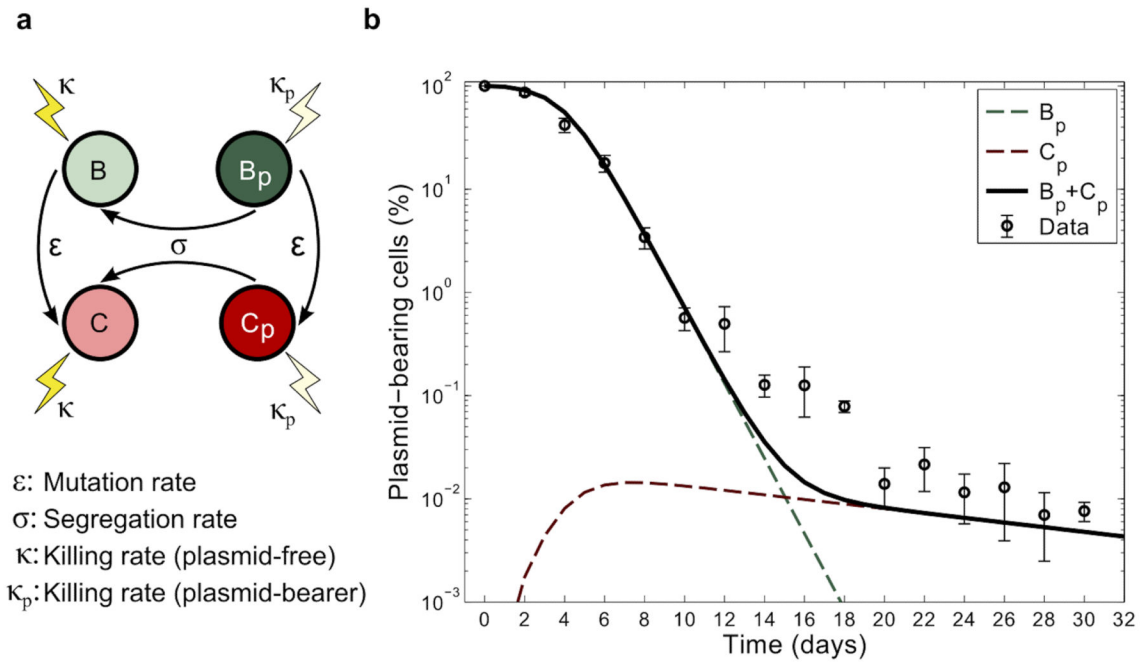 a
κ
κp
B
Bp
ε
σ
ε
C
Cp
κ
κp
ε: Mutation rate
σ: Segregation rate
κ: Killing rate (plasmid-free)
κp: Killing rate (plasmid-bearer)
b
Plasmid-bearing cells (%)
10^2
10^1
10^0
10^-1
10^-2
10^-3
0 2 4 6 8 10 12 14 16 18 20 22 24 26 28 30 32
Time (days)
Bp
Cp
Bp+Cp
Data